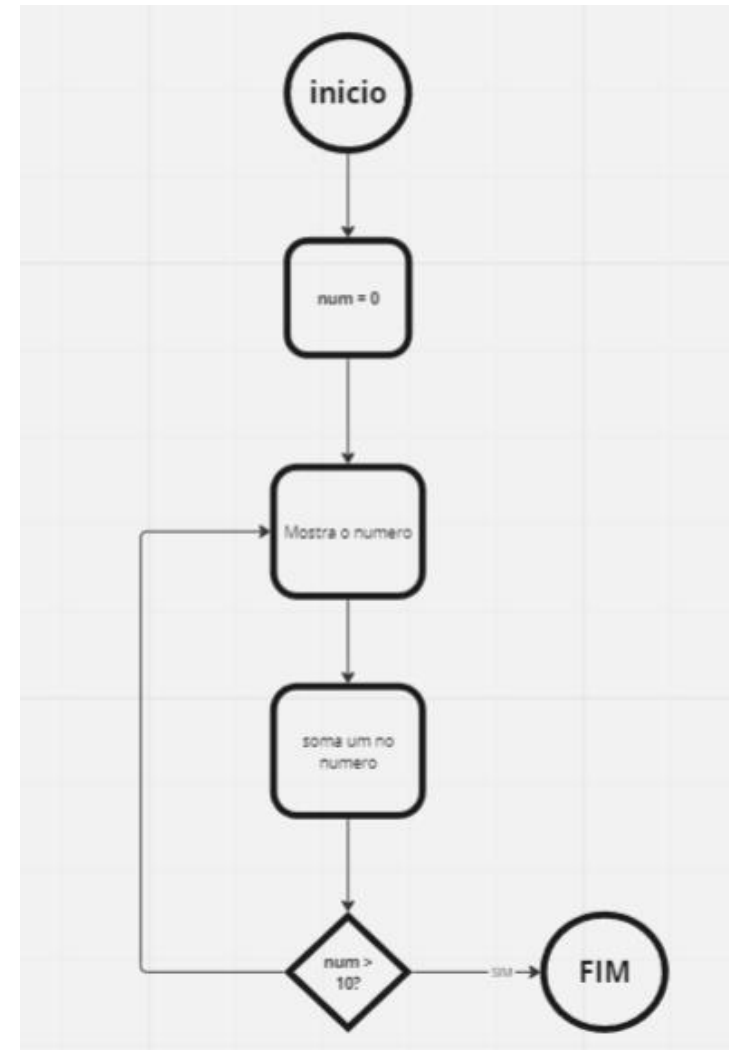 inicio
num = 0
Mostra o numero
soma um no
numero
num >
10?
SIM
FIM